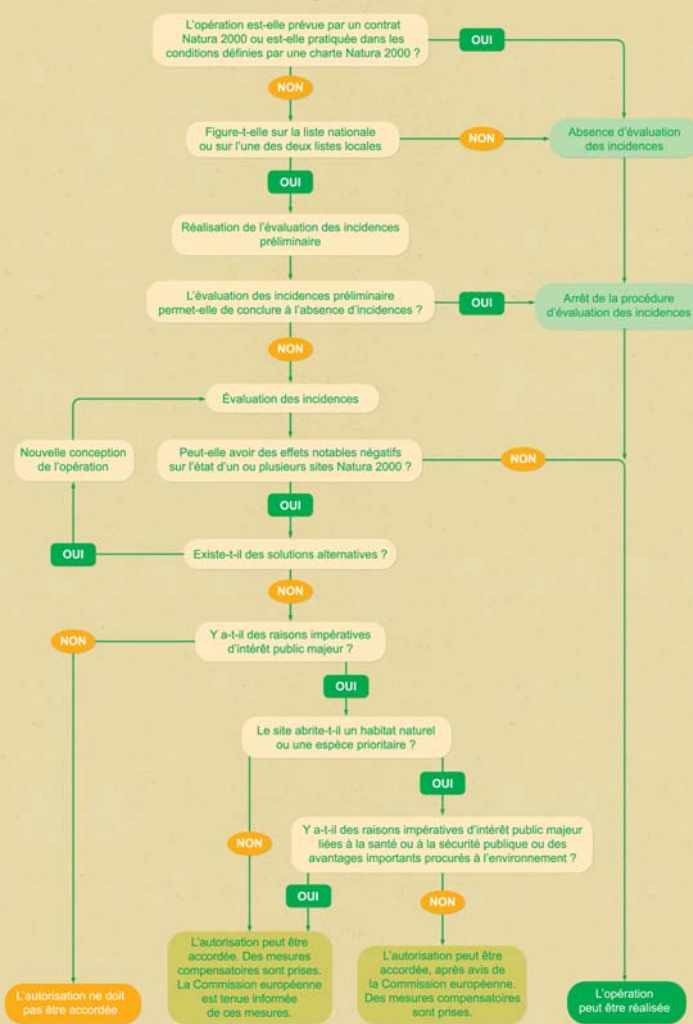 L'opération est-elle prévue par un contrat
Natura 2000 ou est-elle pratiquée dans les
conditions définies par une charte Natura 2000 ?
OUI
NON
Figure-t-elle sur la liste nationale
ou sur l'une des deux listes locales
NON
Absence d'évaluation
des incidences
OUI
Réalisation de l'évaluation des incidences
préliminaire
L'évaluation des incidences préliminaire
permet-elle de conclure à l'absence d'incidences ?
OUI
Arrêt de la procédure
d'évaluation des incidences
NON
Évaluation des incidences
Nouvelle conception
de l'opération
Peut-elle avoir des effets notables négatifs
sur l'état d'un ou plusieurs sites Natura 2000 ?
NON
OUI
OUI
Existe-t-il des solutions alternatives ?
NON
NON
Y a-t-il des raisons impératives
d'intérêt public majeur ?
OUI
Le site abrite-t-il un habitat naturel
ou une espèce prioritaire ?
OUI
NON
Y a-t-il des raisons impératives d'intérêt public majeur
liées à la santé ou à la sécurité publique ou des
avantages importants procurés à l'environnement ?
OUI
NON
L'autorisation ne doit
pas être accordée
L'autorisation peut être
accordée. Des mesures
compensatoires sont prises.
La Commission européenne
est tenue informée
de ces mesures.
L'autorisation peut être
accordée, après avis de
la Commission européenne.
Des mesures compensatoires
sont prises.
L'opération
peut être réalisée